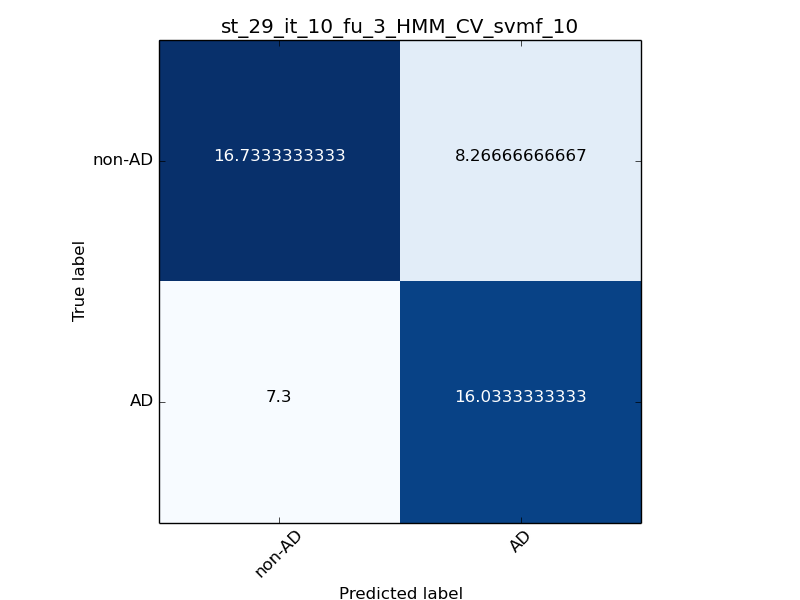 st_29_it_10_fu_3_HMM_CV_svmf_10
non-AD
16.7333333333
8.26666666667
True label
AD
7.3
16.0333333333
non-AD
AD
Predicted label